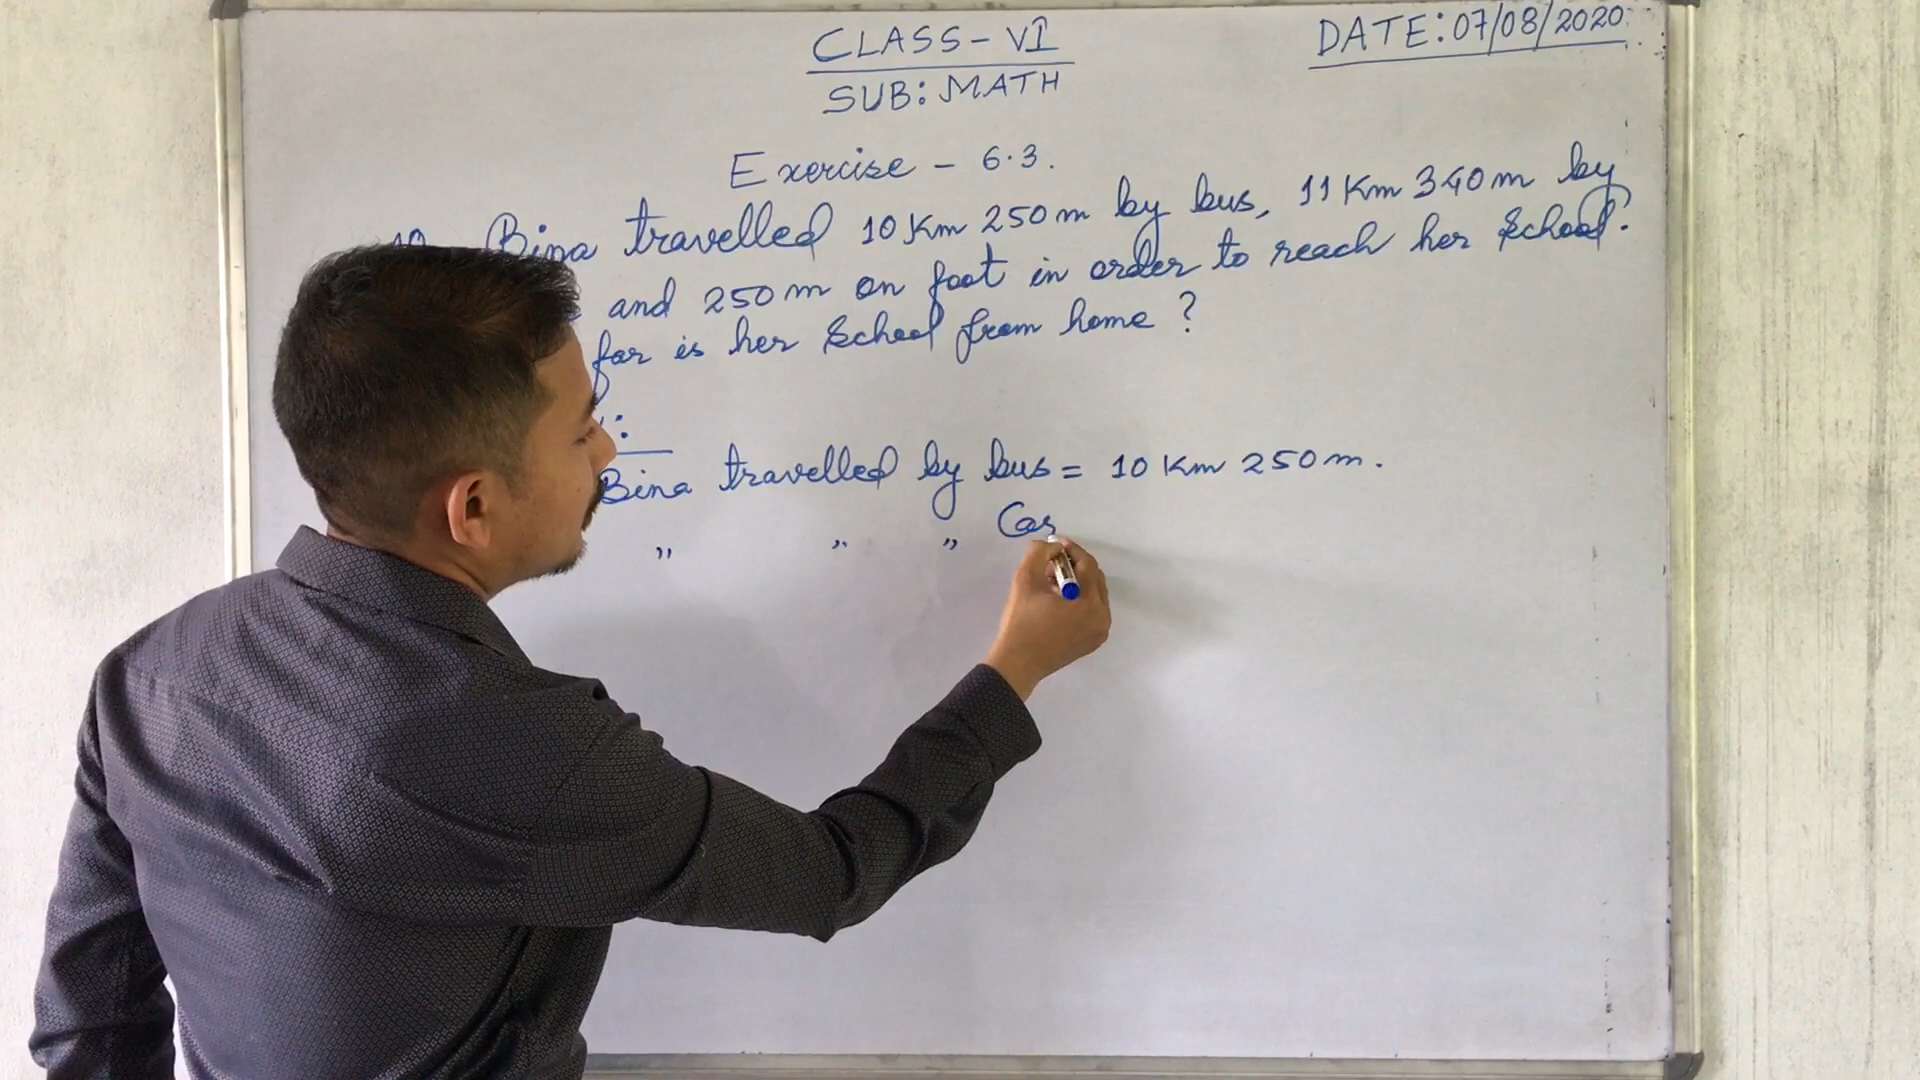 CLASS - VI
DATE: 07/08/2020
SUB: MATH
Exercise - 6.3.
Bina travelled 10 Km 250 m by bus, 11 Km 340 m by
and 250 m on foot in order to reach her School?
far is her School from home ?
:
Bina travelled by bus = 10 Km 250 m.
" " " Car